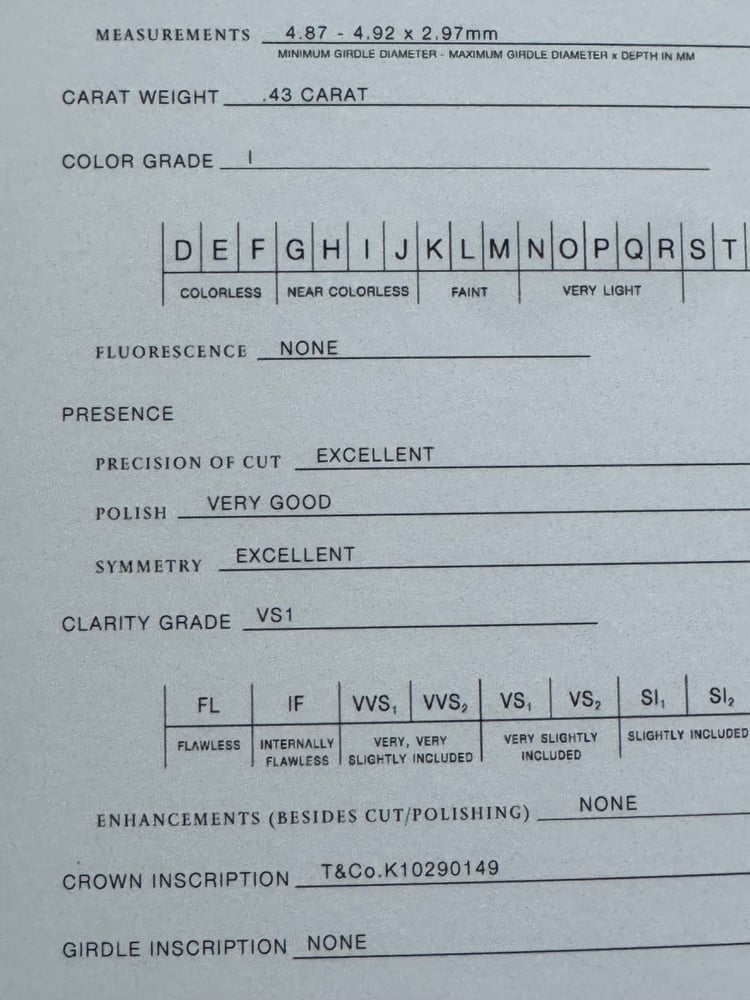 MEASUREMENTS 4.87 - 4.92 x 2.97mm
MINIMUM GIRDLE DIAMETER - MAXIMUM GIRDLE DIAMETER x DEPTH IN MM
CARAT WEIGHT .43 CARAT
COLOR GRADE I
D E F G H I J K L M N O P Q R S T
COLORLESS NEAR COLORLESS FAINT VERY LIGHT
FLUORESCENCE NONE
PRESENCE
PRECISION OF CUT EXCELLENT
POLISH VERY GOOD
SYMMETRY EXCELLENT
CLARITY GRADE VS1
FL IF VVS₁ VVS₂ VS₁ VS₂ SI₁ SI₂
FLAWLESS INTERNALLY FLAWLESS VERY, VERY SLIGHTLY INCLUDED VERY SLIGHTLY INCLUDED SLIGHTLY INCLUDED
ENHANCEMENTS (BESIDES CUT/POLISHING) NONE
CROWN INSCRIPTION T&Co.K10290149
GIRDLE INSCRIPTION NONE